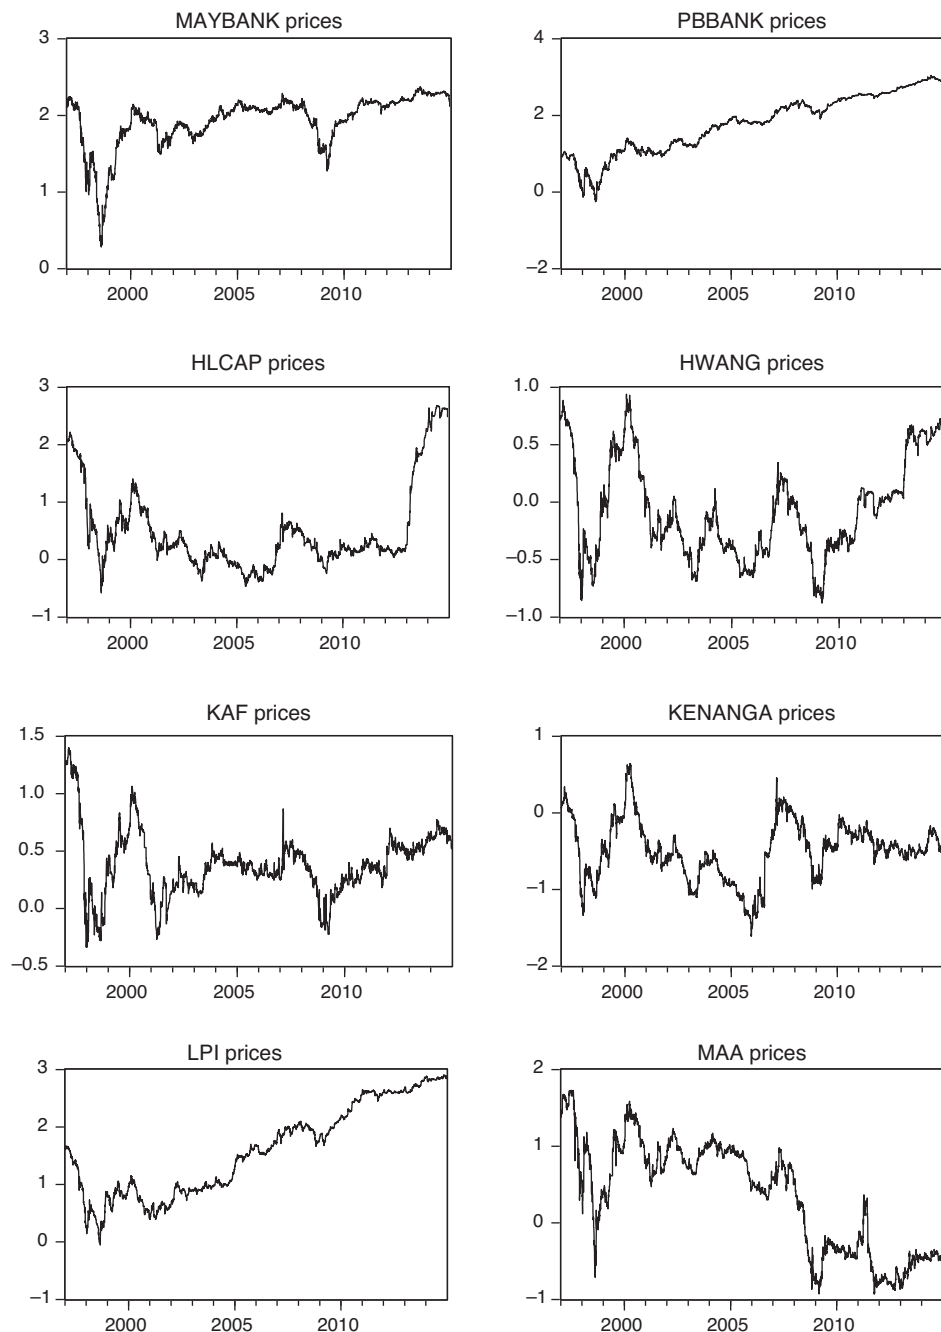 MAYBANK prices
3
2
1
0
2000 2005 2010
PBBANK prices
4
2
0
−2
2000 2005 2010
HLCAP prices
3
2
1
0
−1
2000 2005 2010
HWANG prices
1.0
0.5
0.0
−0.5
−1.0
2000 2005 2010
KAF prices
1.5
1.0
0.5
0.0
−0.5
2000 2005 2010
KENANGA prices
1
0
−1
−2
2000 2005 2010
LPI prices
3
2
1
0
−1
2000 2005 2010
MAA prices
2
1
0
−1
2000 2005 2010